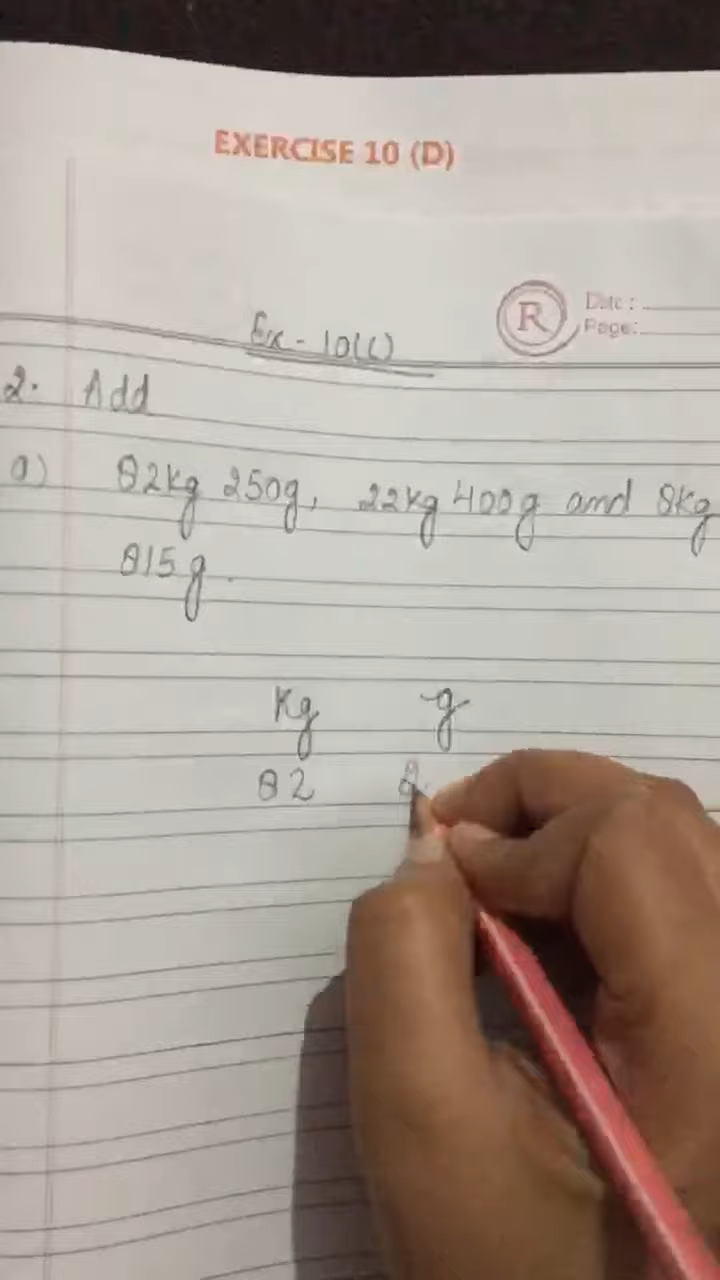 EXERCISE 10 (D)
R
Date :
Page:
Ex - 10(C)
2. Add
a) 82kg 250g, 22kg 400g and 8kg
815g.
Kg g
82